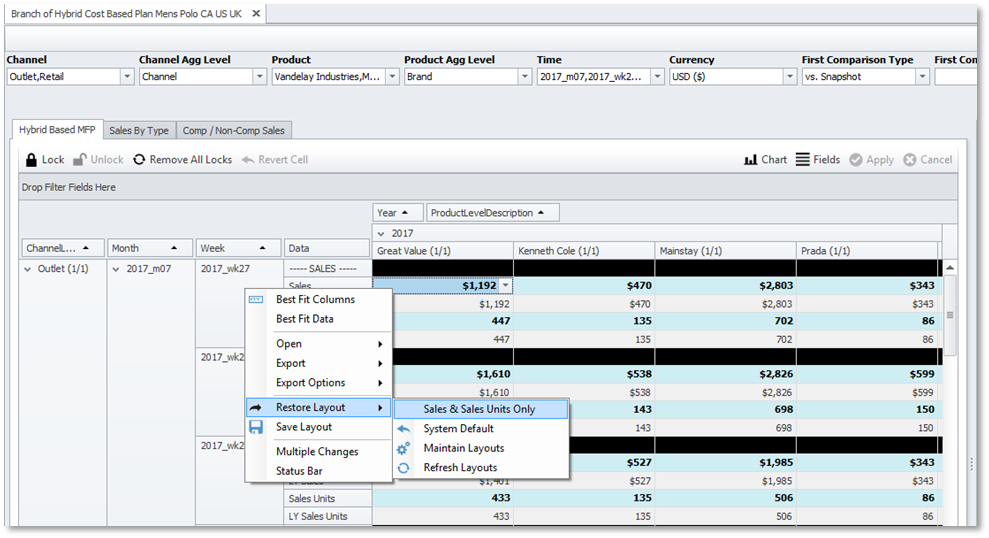 Branch of Hybrid Cost Based Plan Mens Polo CA US UK
Channel Channel Agg Level Product Product Agg Level Time Currency First Comparison Type First Con
Outlet,Retail Channel Vandelay Industries,M... Brand 2017_m07,2017_wk2... USD ($) vs. Snapshot
Hybrid Based MFP Sales By Type Comp / Non-Comp Sales
Lock Unlock Remove All Locks Revert Cell Chart Fields Apply Cancel
Drop Filter Fields Here
Year ProductLevelDescription
2017
ChannelL... Month Week Data Great Value (1/1) Kenneth Cole (1/1) Mainstay (1/1) Prada (1/1)
Outlet (1/1) 2017_m07 2017_wk27 ----- SALES -----
Sales $1,192 $470 $2,803 $343
Best Fit Columns $1,192 $470 $2,803 $343
Best Fit Data 447 135 702 86
Open 447 135 702 86
2017_wk2
Export
Export Options $1,610 $538 $2,826 $599
$1,610 $538 $2,826 $599
Restore Layout Sales & Sales Units Only 143 698 150
Save Layout System Default 143 698 150
2017_wk2
Multiple Changes Maintain Layouts
Status Bar Refresh Layouts $527 $1,985 $343
LY Sales $1,401 $527 $1,985 $343
Sales Units 433 135 506 86
LY Sales Units 433 135 506 86